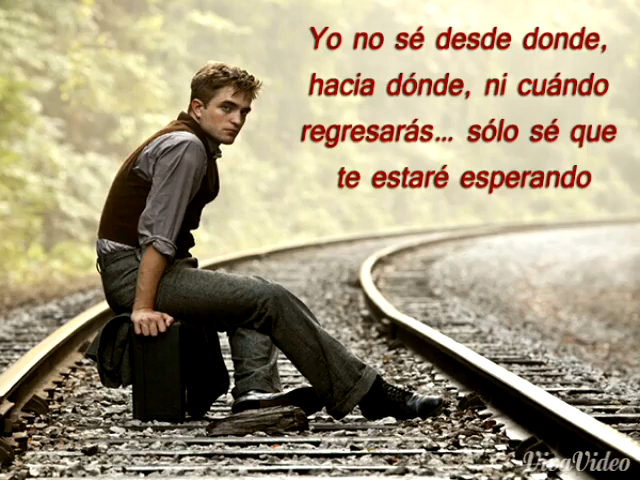 Yo no sé desde donde,
hacia dónde, ni cuándo
regresarás... sólo sé que
te estaré esperando
VivaVideo